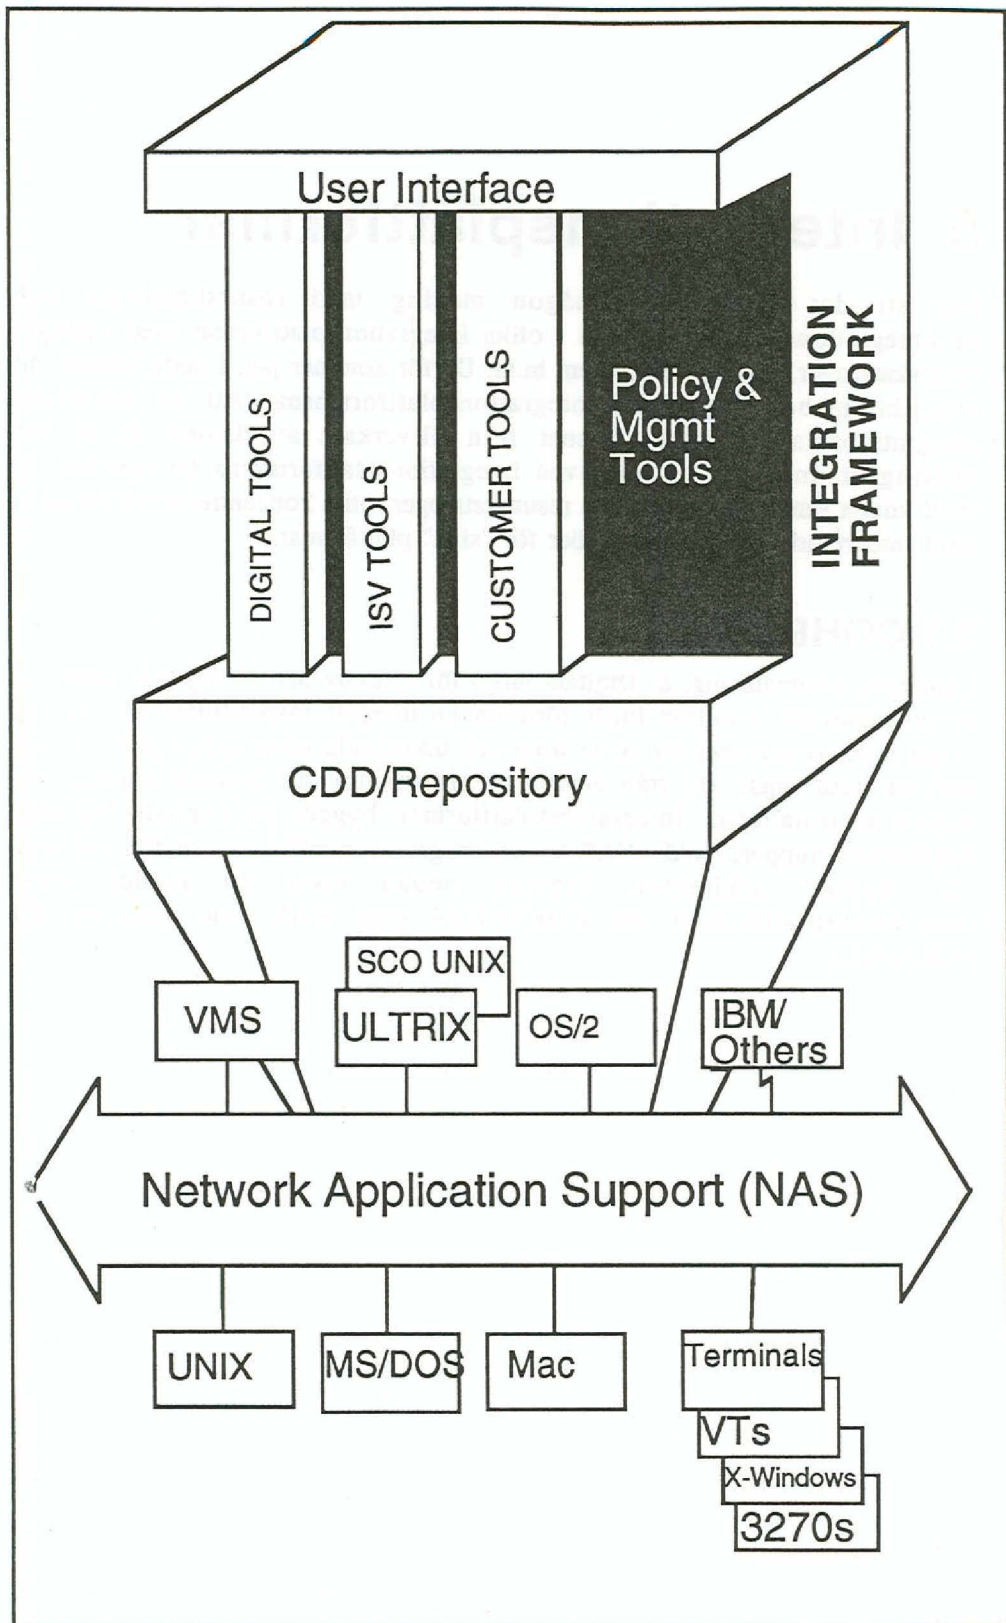 User Interface
DIGITAL TOOLS
ISV TOOLS
CUSTOMER TOOLS
Policy &
Mgmt
Tools
INTEGRATION
FRAMEWORK
CDD/Repository
SCO UNIX
VMS
ULTRIX
OS/2
IBM/
Others
Network Application Support (NAS)
UNIX
MS/DOS
Mac
Terminals
VTs
X-Windows
3270s